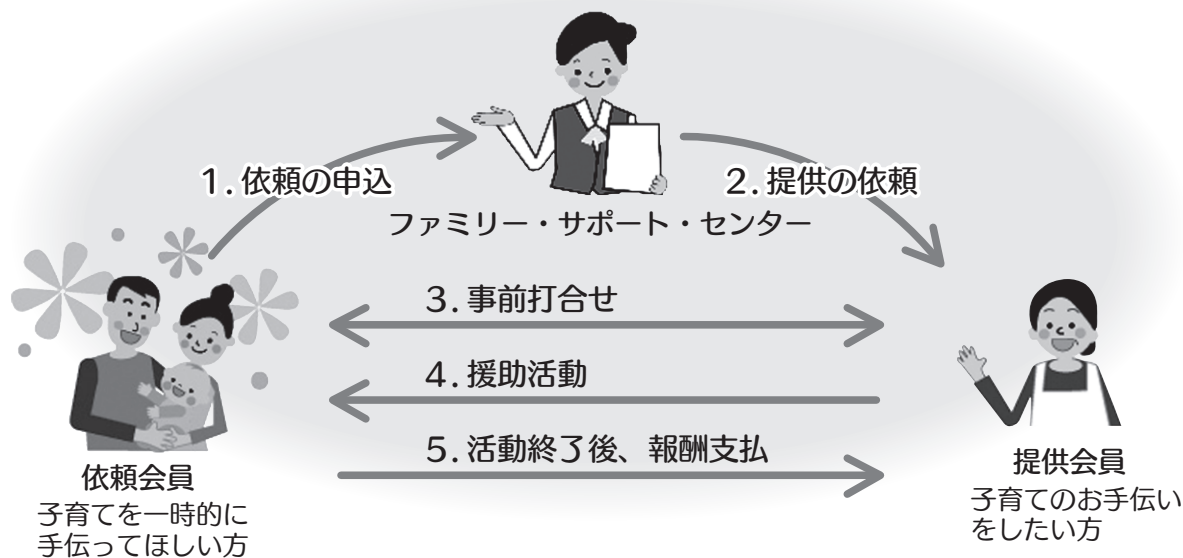 1.依頼の申込
2.提供の依頼
ファミリー・サポート・センター
3.事前打合せ
4.援助活動
5.活動終了後、報酬支払
依頼会員
子育てを一時的に
手伝ってほしい方
提供会員
子育てのお手伝い
をしたい方